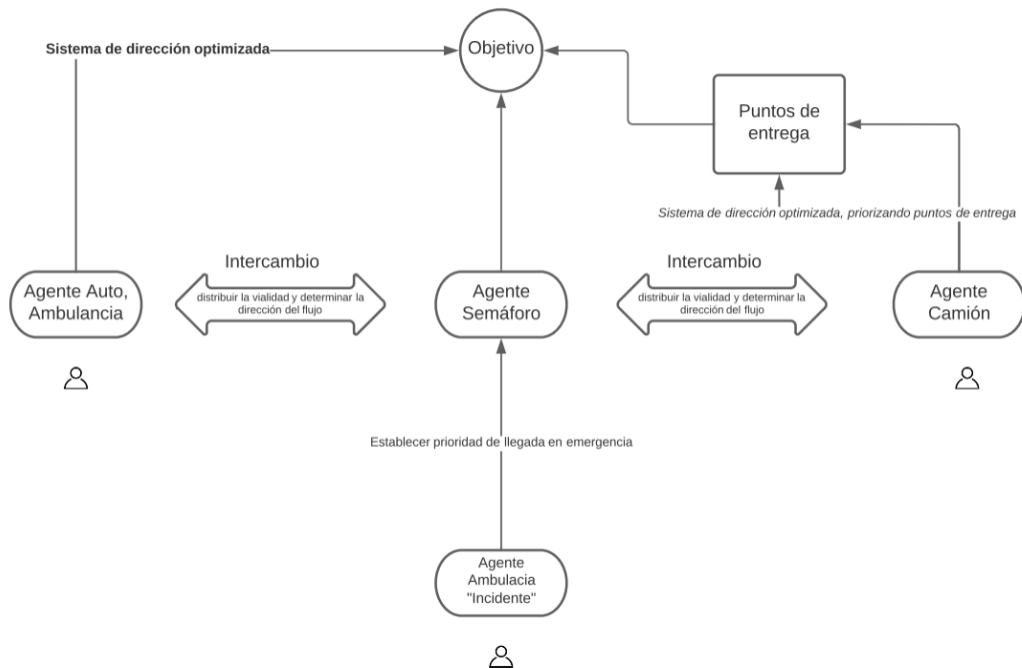 Sistema de dirección optimizada
Objetivo
Puntos de
entrega
Sistema de dirección optimizada, priorizando puntos de entrega
Intercambio
Intercambio
Agente Auto,
Ambulancia
distribuir la vialidad y determinar la
dirección del flujo
Agente
Semáforo
distribuir la vialidad y determinar la
dirección del flujo
Agente
Camión
Establecer prioridad de llegada en emergencia
Agente
Ambulacia
"Incidente"